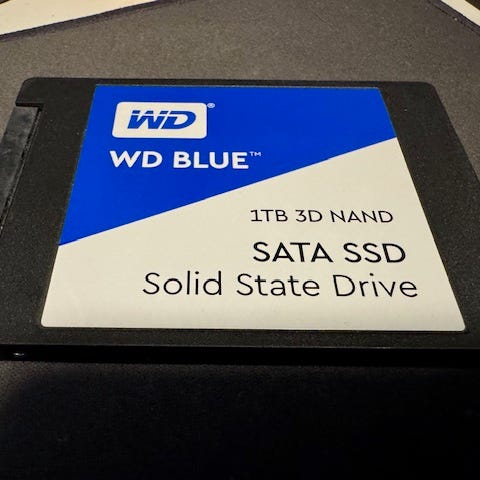 WD®
WD BLUE™
1TB 3D NAND
SATA SSD
Solid State Drive